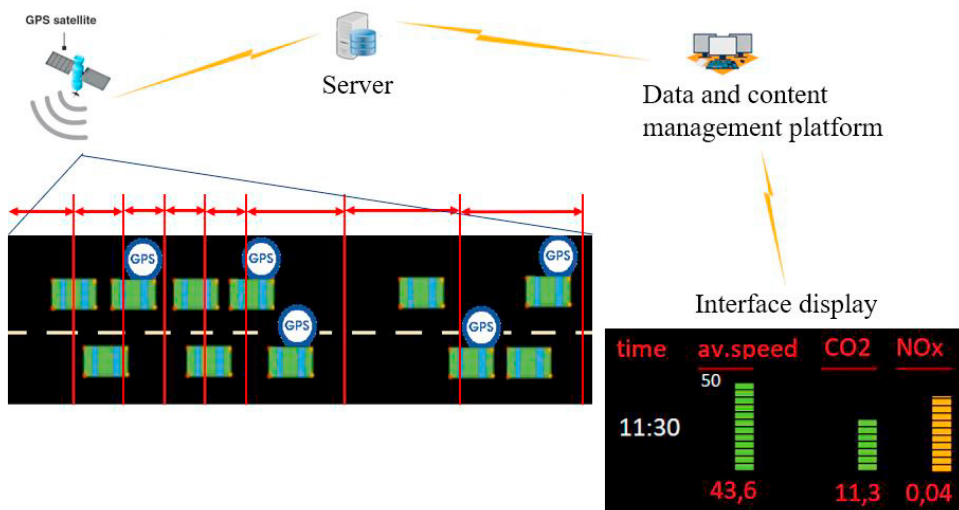 GPS satellite
Server
Data and content
management platform
GPS
GPS
GPS
GPS
GPS
Interface display
time av.speed CO2 NOx
50
11:30
43,6 11,3 0,04